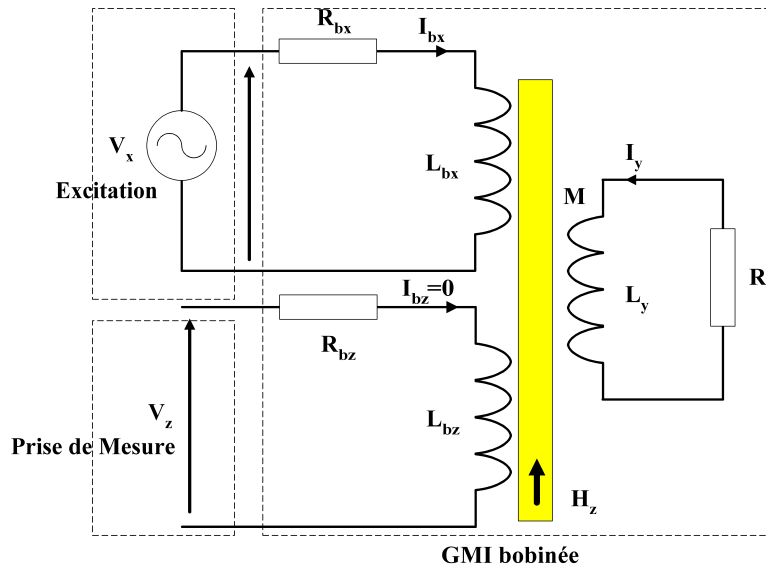 R_bx
I_bx
V_x
Excitation
L_bx
M
I_y
L_y
R
I_bz=0
R_bz
V_z
Prise de Mesure
L_bz
H_z
GMI bobinée